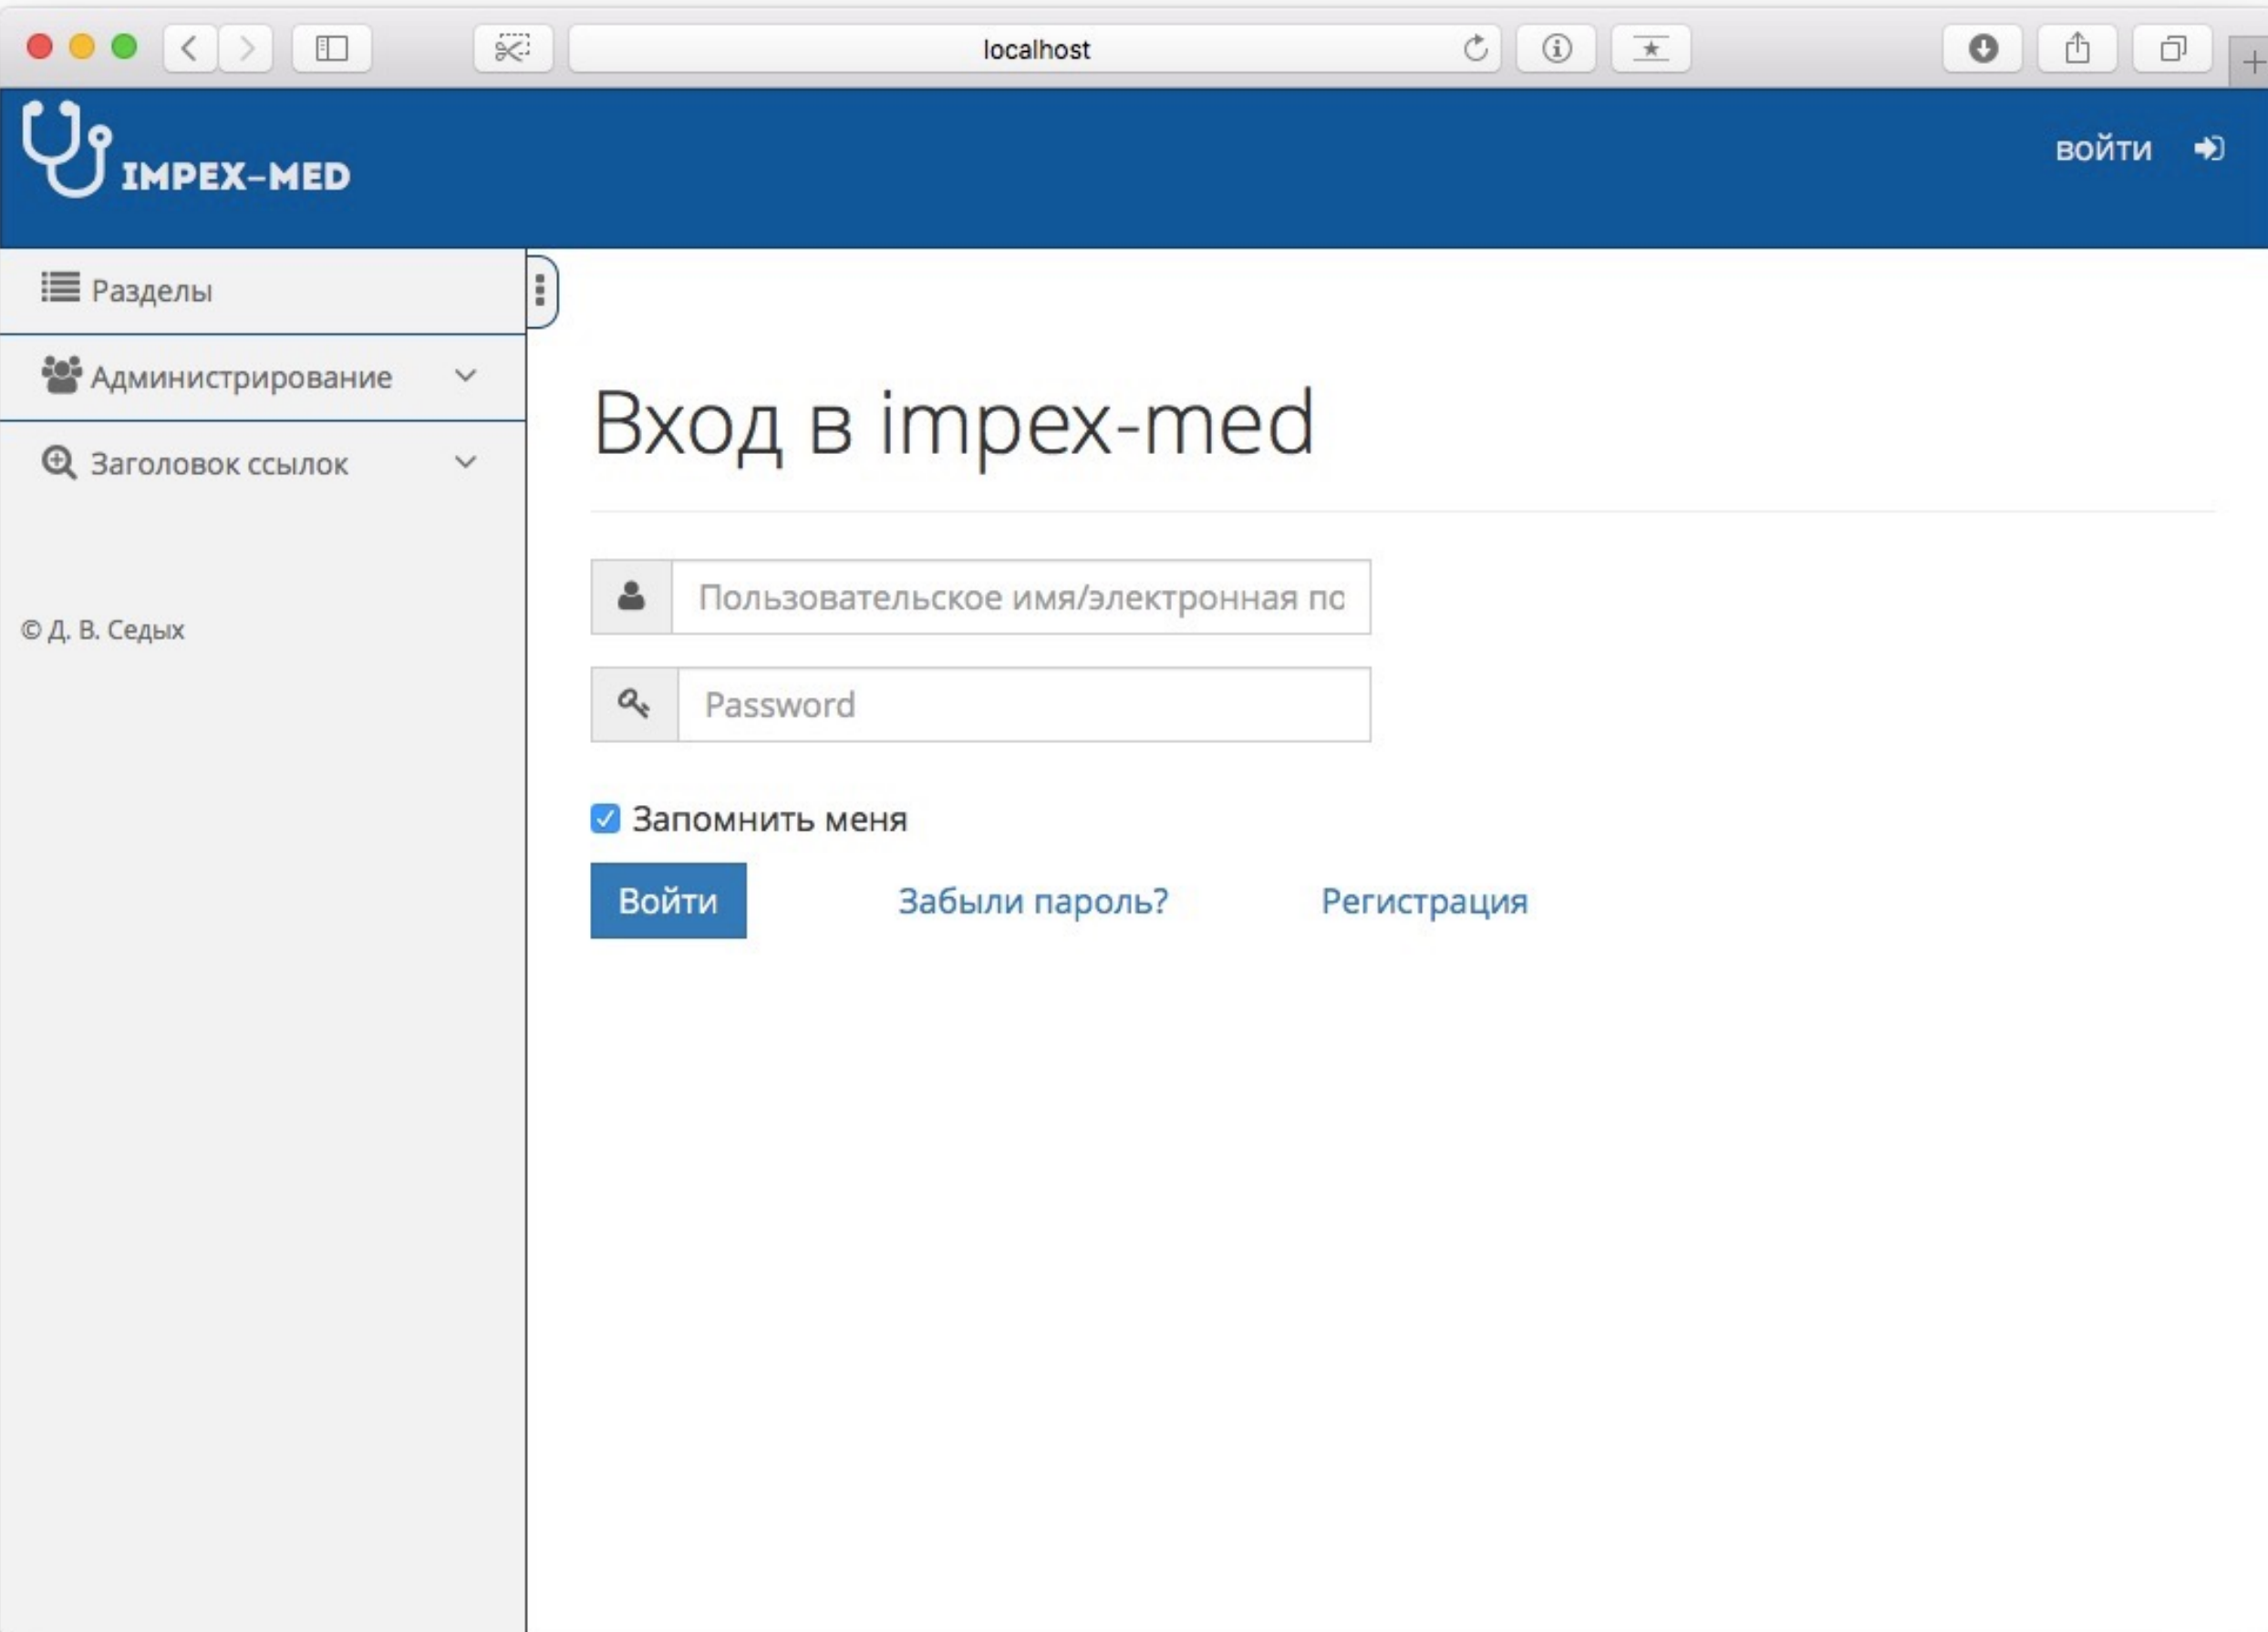 localhost
IMPEX-MED
войти
Разделы
Администрирование
Заголовок ссылок
© Д. В. Седых
Вход в impex-med
Пользовательское имя/электронная по
Password
Запомнить меня
Войти
Забыли пароль?
Регистрация